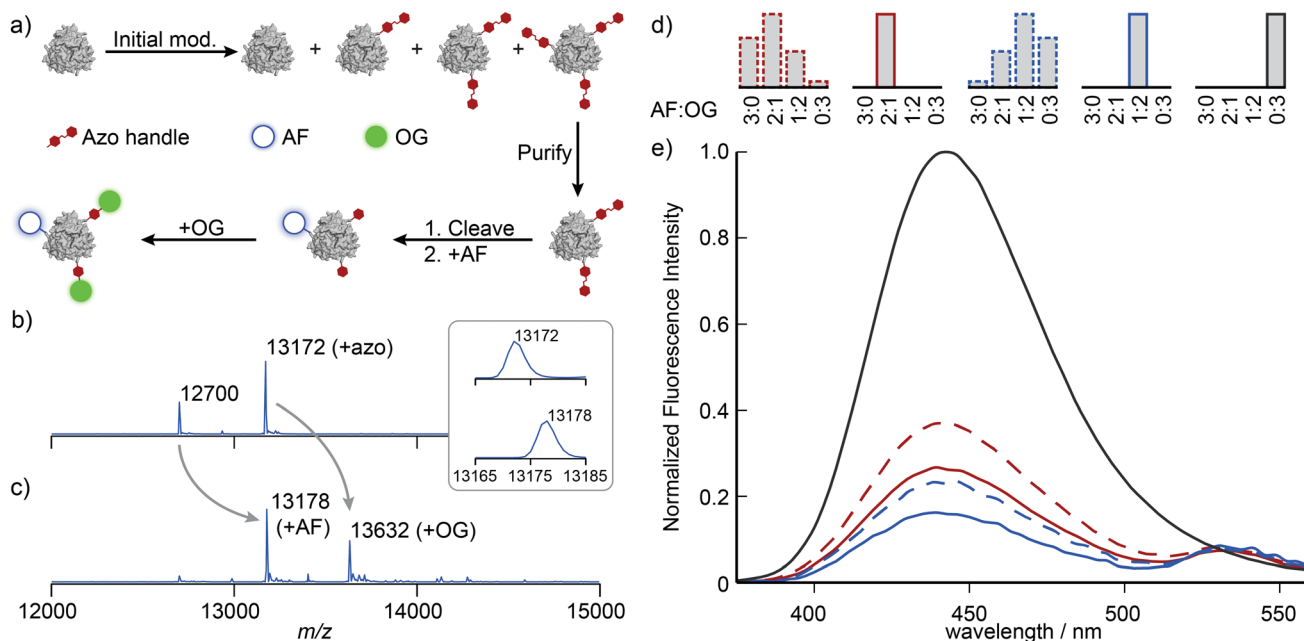 a)
Initial mod.
+ + +
Azo handle
AF
OG
Purify
+OG
1. Cleave
2. +AF
b)
13172 (+azo)
12700
13172
13178
13165 13175 13185
c)
13178
(+AF)
13632 (+OG)
12000 13000 14000 15000
m/z
d)
AF:OG
3:0 2:1 1:2 0:3
3:0 2:1 1:2 0:3
3:0 2:1 1:2 0:3
3:0 2:1 1:2 0:3
3:0 2:1 1:2 0:3
e)
Normalized Fluorescence Intensity
1.0
0.8
0.6
0.4
0.2
0
400 450 500 550
wavelength / nm